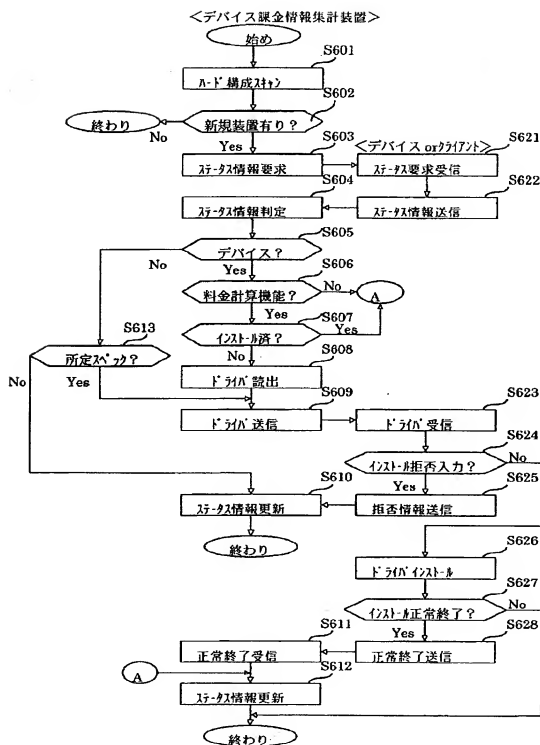 <デバイス課金情報集計装置>
始め
S601
ハード構成スキャン
S602
新規装置有り?
終わり
No
Yes
S603
ステータス情報要求
<デバイス orクライアント>
S621
ステータス要求受信
S604
ステータス情報判定
S622
ステータス情報送信
S605
デバイス?
No
Yes
S606
料金計算機能?
No
A
Yes
S607
インストール済?
Yes
No
S613
所定スペック?
No
Yes
S608
ドライバ読出
S609
ドライバ送信
S623
ドライバ受信
S624
インストール拒否入力?
No
Yes
S610
ステータス情報更新
S625
拒否情報送信
終わり
S626
ドライバインストール
S627
インストール正常終了?
No
Yes
S611
正常終了受信
S628
正常終了送信
A
S612
ステータス情報更新
終わり